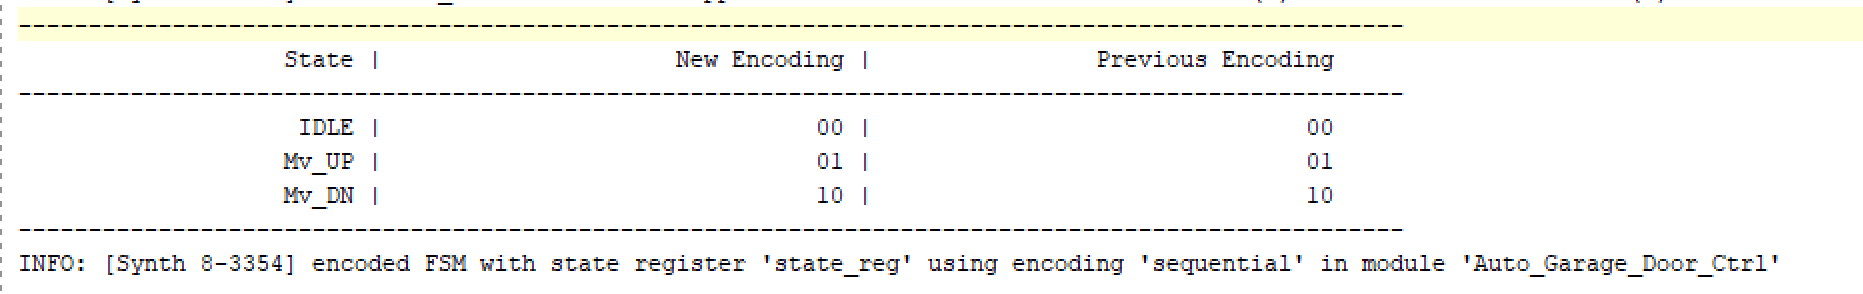 --------------------------------------------------------------------------------------------------
State | New Encoding | Previous Encoding
--------------------------------------------------------------------------------------------------
IDLE | 00 | 00
Mv_UP | 01 | 01
Mv_DN | 10 | 10
--------------------------------------------------------------------------------------------------
INFO: [Synth 8-3354] encoded FSM with state register 'state_reg' using encoding 'sequential' in module 'Auto_Garage_Door_Ctrl'